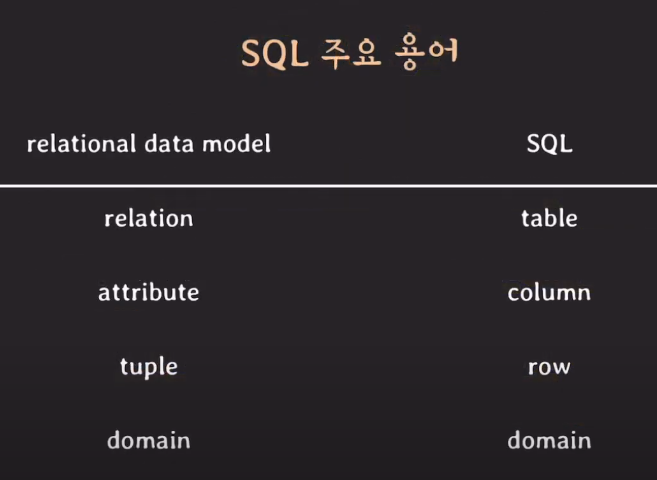 SQL 주요 용어
relational data model SQL
relation table
attribute column
tuple row
domain domain